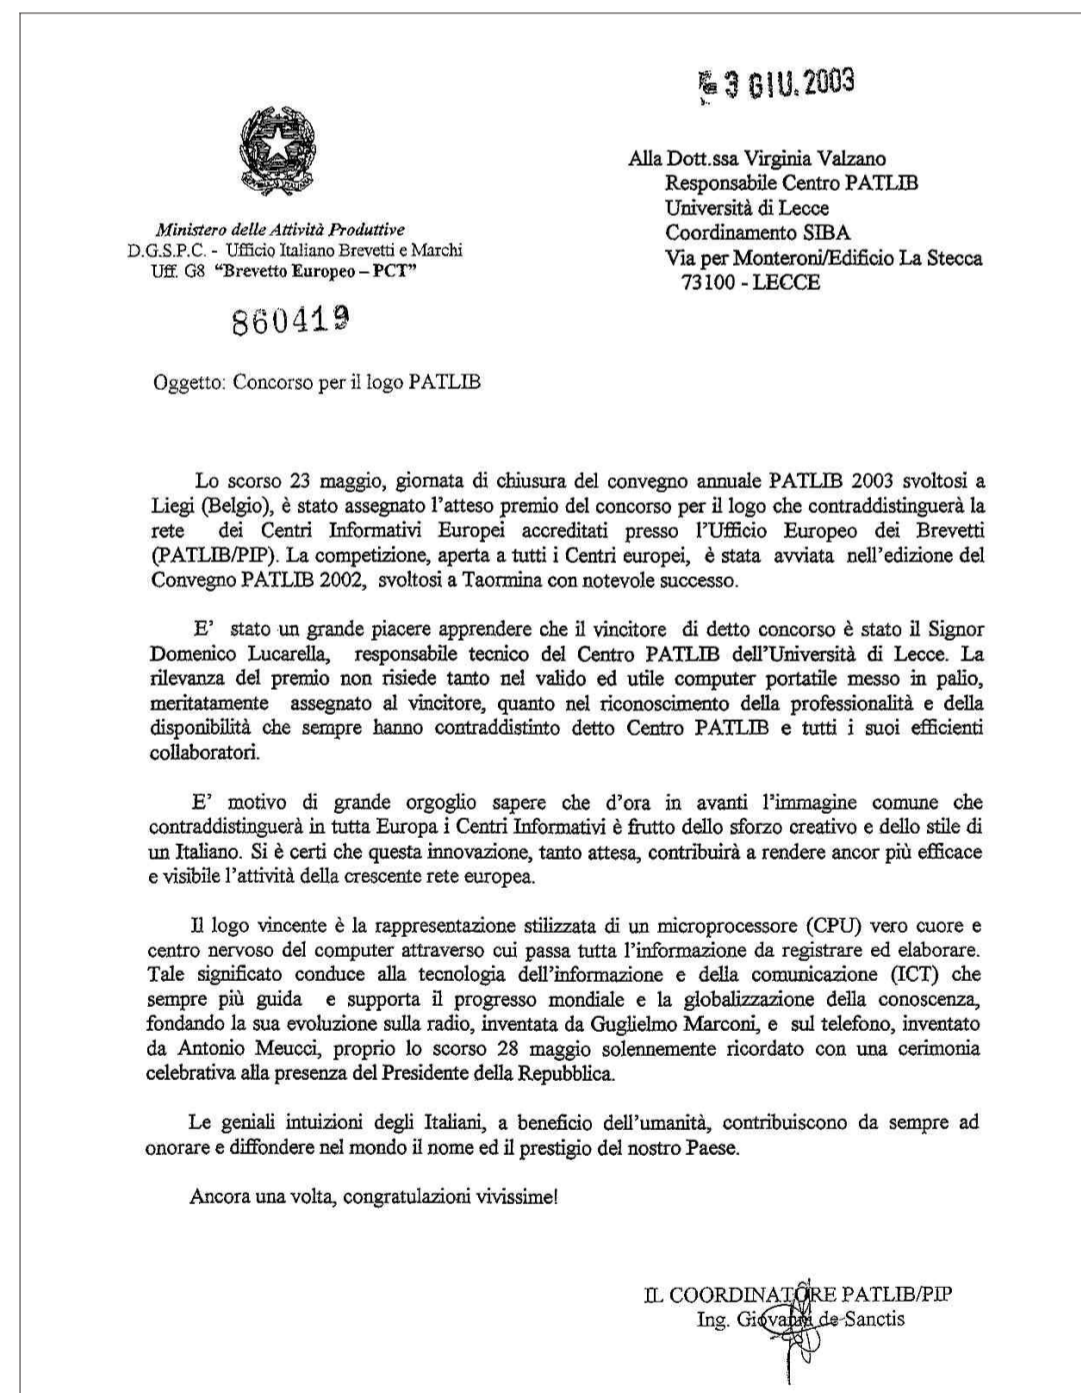 3 GIU. 2003
Alla Dott.ssa Virginia Valzano
Responsabile Centro PATLIB
Università di Lecce
Coordinamento SIBA
Via per Monteroni/Edificio La Stecca
73100 - LECCE
Ministero delle Attività Produttive
D.G.S.P.C. - Ufficio Italiano Brevetti e Marchi
Uff. G8 “Brevetto Europeo – PCT”
860419
Oggetto: Concorso per il logo PATLIB
Lo scorso 23 maggio, giornata di chiusura del convegno annuale PATLIB 2003 svoltosi a
Liegi (Belgio), è stato assegnato l’atteso premio del concorso per il logo che contraddistinguerà la
rete dei Centri Informativi Europei accreditati presso l’Ufficio Europeo dei Brevetti
(PATLIB/PIP). La competizione, aperta a tutti i Centri europei, è stata avviata nell’edizione del
Convegno PATLIB 2002, svoltosi a Taormina con notevole successo.
E’ stato un grande piacere apprendere che il vincitore di detto concorso è stato il Signor
Domenico Lucarella, responsabile tecnico del Centro PATLIB dell’Università di Lecce. La
rilevanza del premio non risiede tanto nel valido ed utile computer portatile messo in palio,
meritatamente assegnato al vincitore, quanto nel riconoscimento della professionalità e della
disponibilità che sempre hanno contraddistinto detto Centro PATLIB e tutti i suoi efficienti
collaboratori.
E’ motivo di grande orgoglio sapere che d’ora in avanti l’immagine comune che
contraddistinguerà in tutta Europa i Centri Informativi è frutto dello sforzo creativo e dello stile di
un Italiano. Si è certi che questa innovazione, tanto attesa, contribuirà a rendere ancor più efficace
e visibile l’attività della crescente rete europea.
Il logo vincente è la rappresentazione stilizzata di un microprocessore (CPU) vero cuore e
centro nervoso del computer attraverso cui passa tutta l’informazione da registrare ed elaborare.
Tale significato conduce alla tecnologia dell’informazione e della comunicazione (ICT) che
sempre più guida e supporta il progresso mondiale e la globalizzazione della conoscenza,
fondando la sua evoluzione sulla radio, inventata da Guglielmo Marconi, e sul telefono, inventato
da Antonio Meucci, proprio lo scorso 28 maggio solennemente ricordato con una cerimonia
celebrativa alla presenza del Presidente della Repubblica.
Le geniali intuizioni degli Italiani, a beneficio dell’umanità, contribuiscono da sempre ad
onorare e diffondere nel mondo il nome ed il prestigio del nostro Paese.
Ancora una volta, congratulazioni vivissime!
IL COORDINATORE PATLIB/PIP
Ing. Giovanni de Sanctis